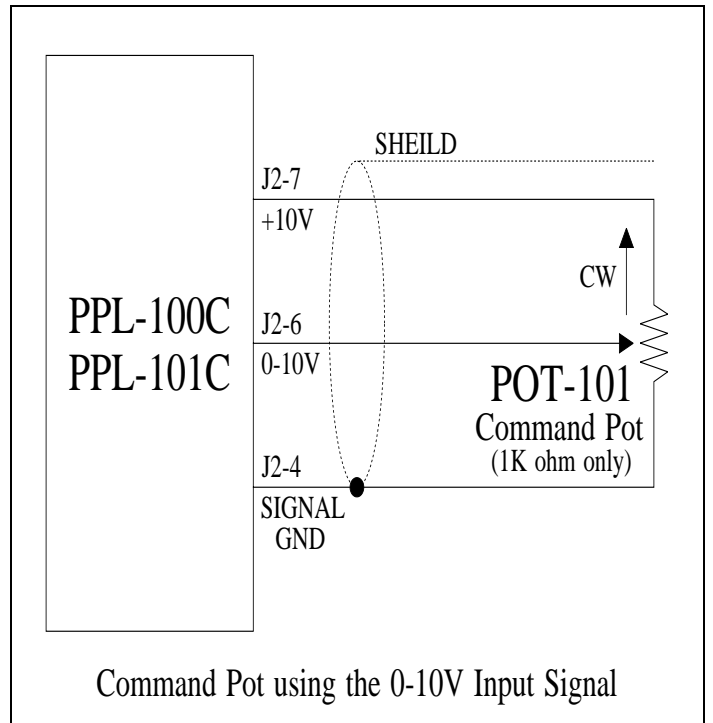 SHEILD
J2-7
+10V
CW
PPL-100C
PPL-101C
J2-6
0-10V
POT-101
Command Pot
(1K ohm only)
J2-4
SIGNAL
GND
Command Pot using the 0-10V Input Signal